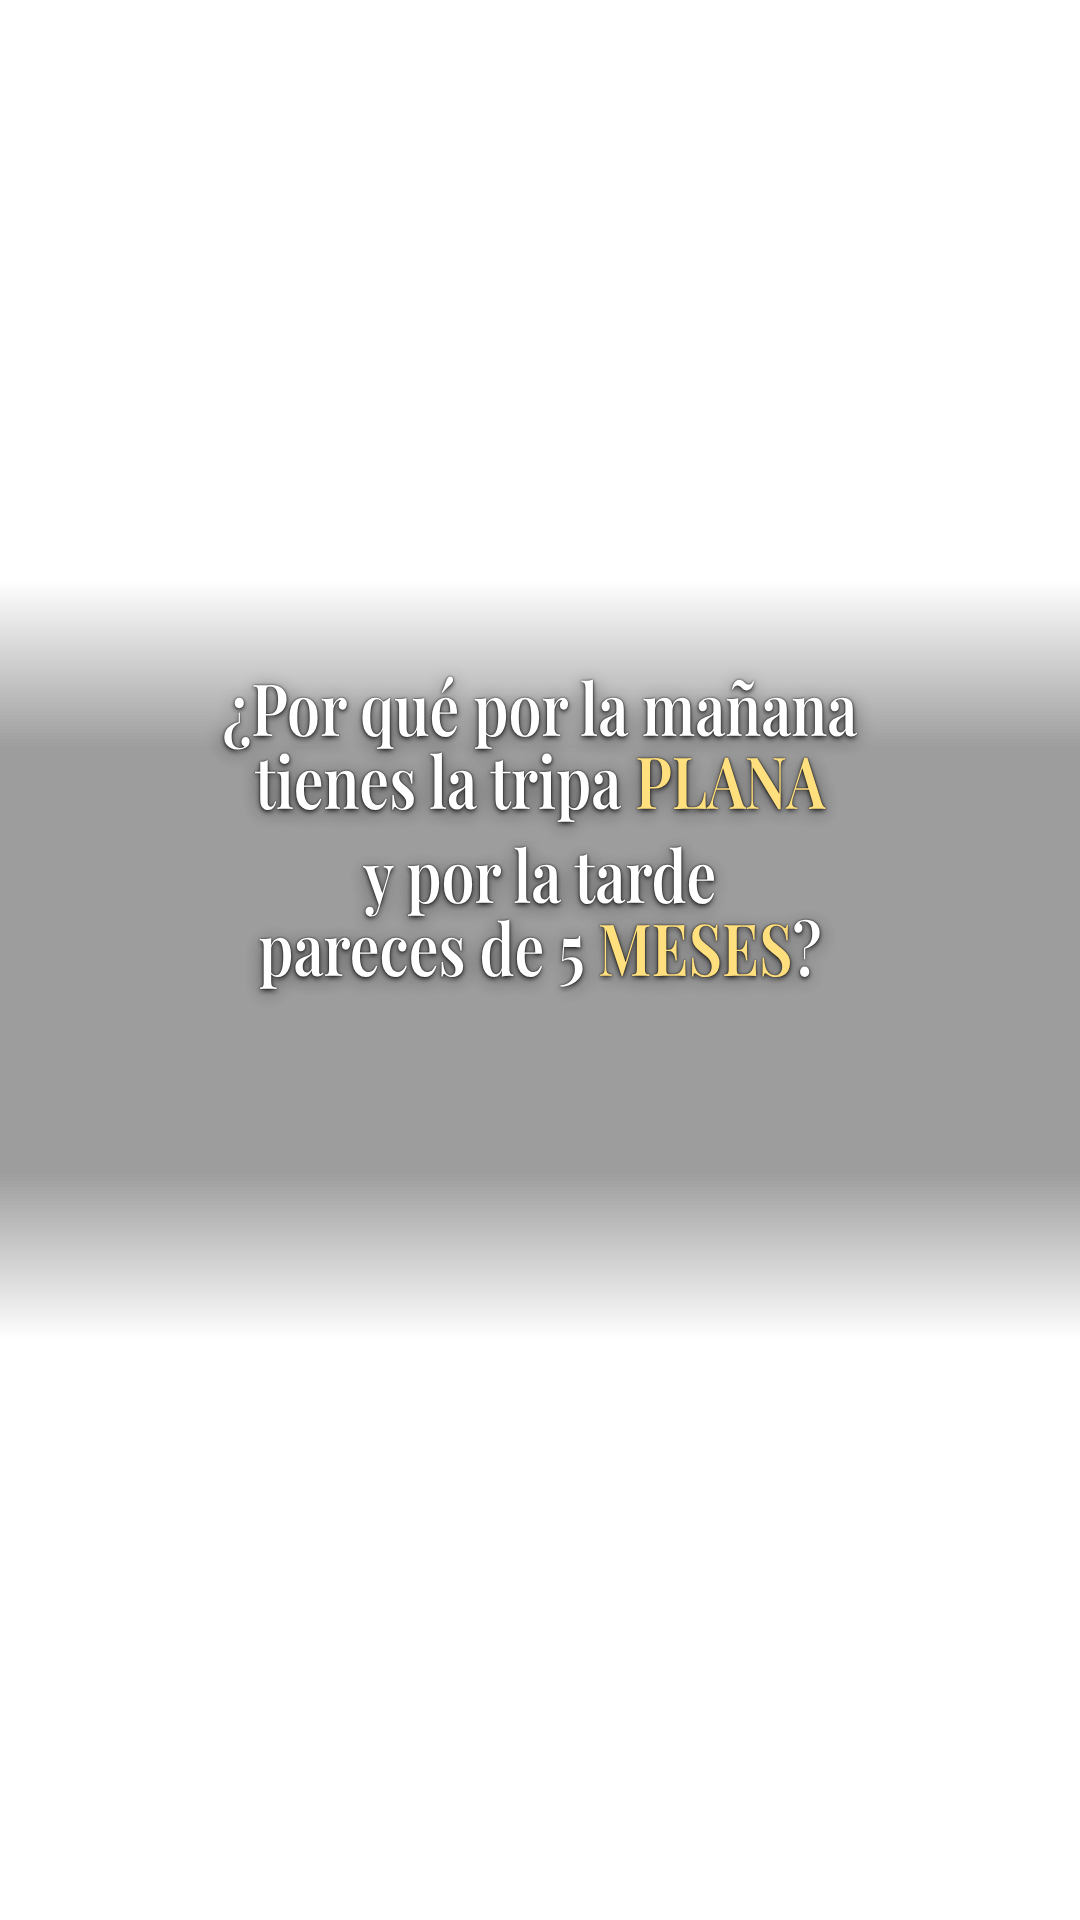 ¿Por qué por la mañana
tienes la tripa PLANA
y por la tarde
pareces de 5 MESES?